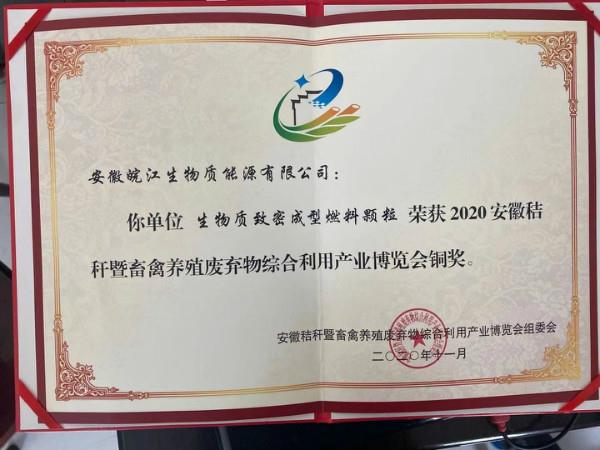 安徽皖江生物质能源有限公司：
你单位 生物质致密成型燃料颗粒 荣获2020安徽秸
秆暨畜禽养殖废弃物综合利用产业博览会铜奖。
安徽秸秆暨畜禽养殖废弃物综合利用产业博览会组委会
二〇二〇年十一月